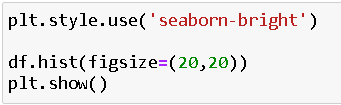 plt.style.use('seaborn-bright')
df.hist(figsize=(20,20))
plt.show()